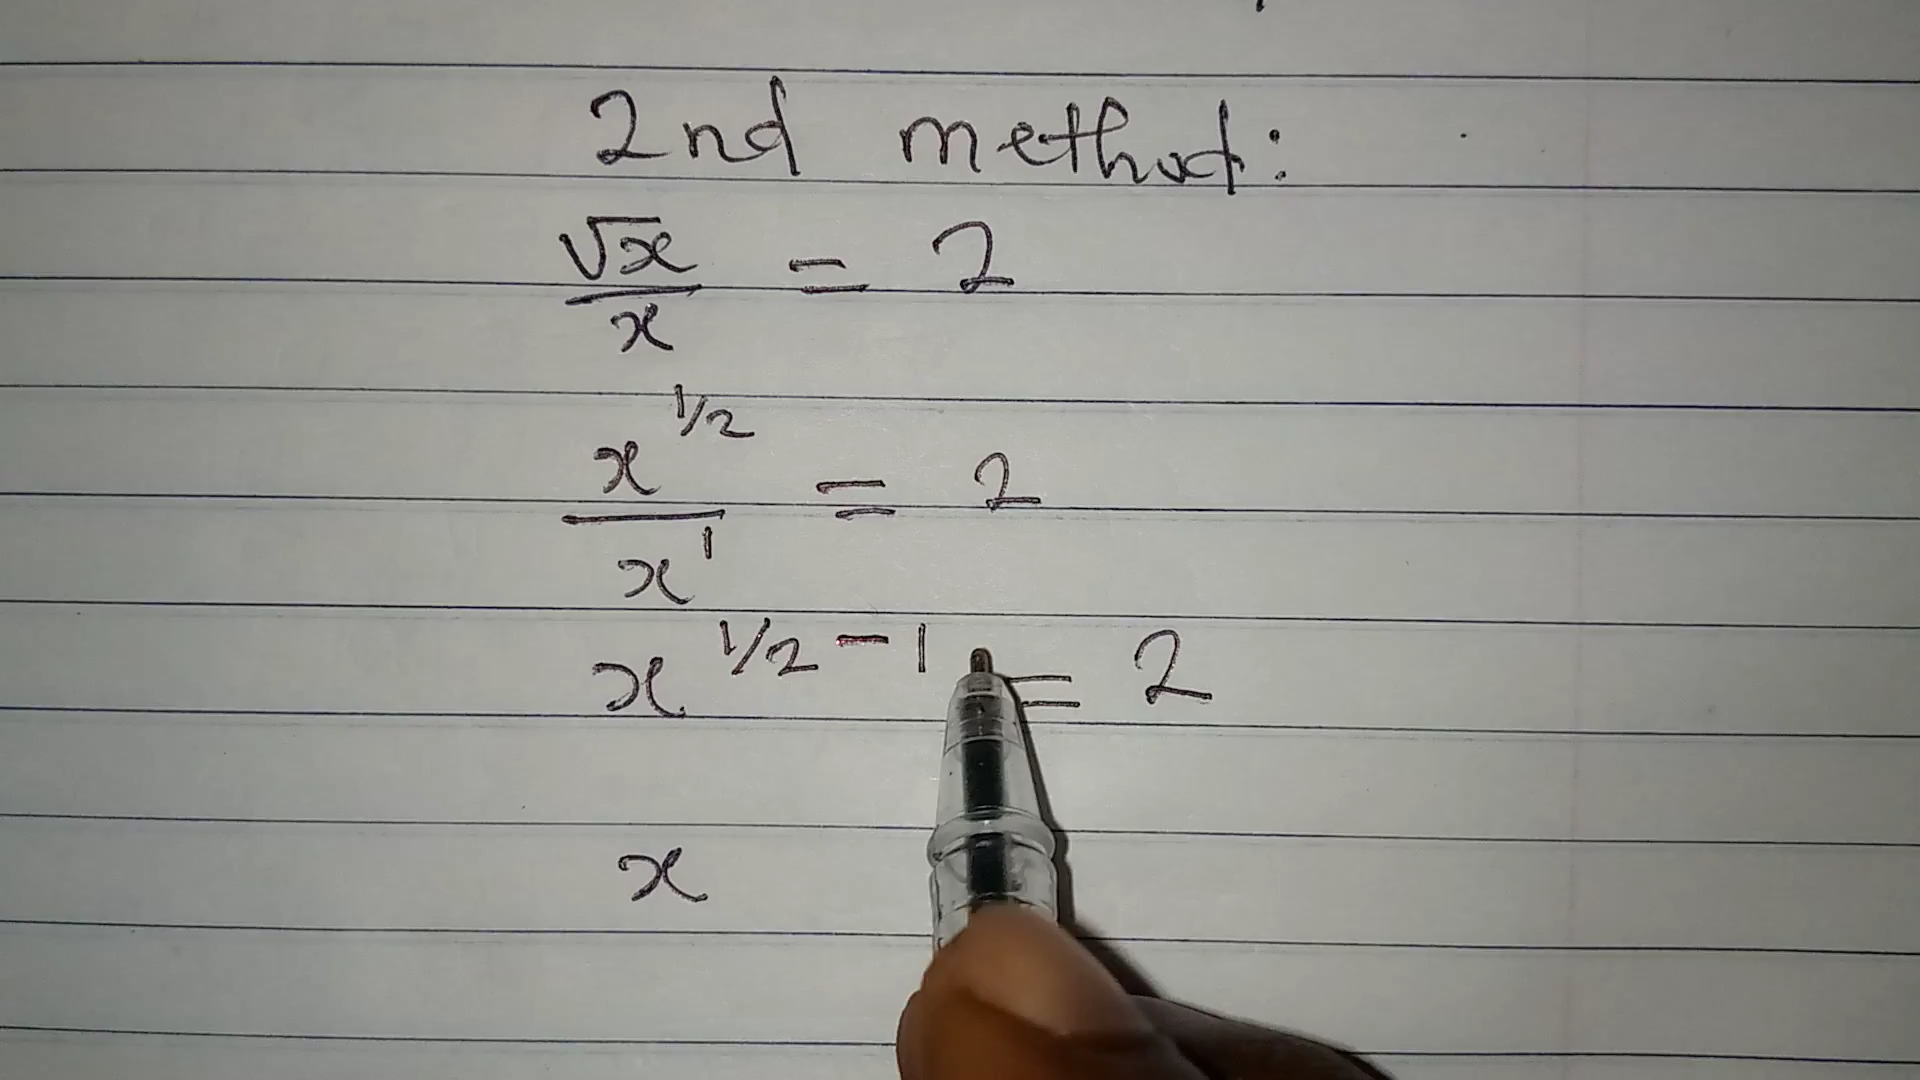 2nd method:
√x/x = 2
x^1/2/x^1 = 2
x^1/2 - 1 = 2
x